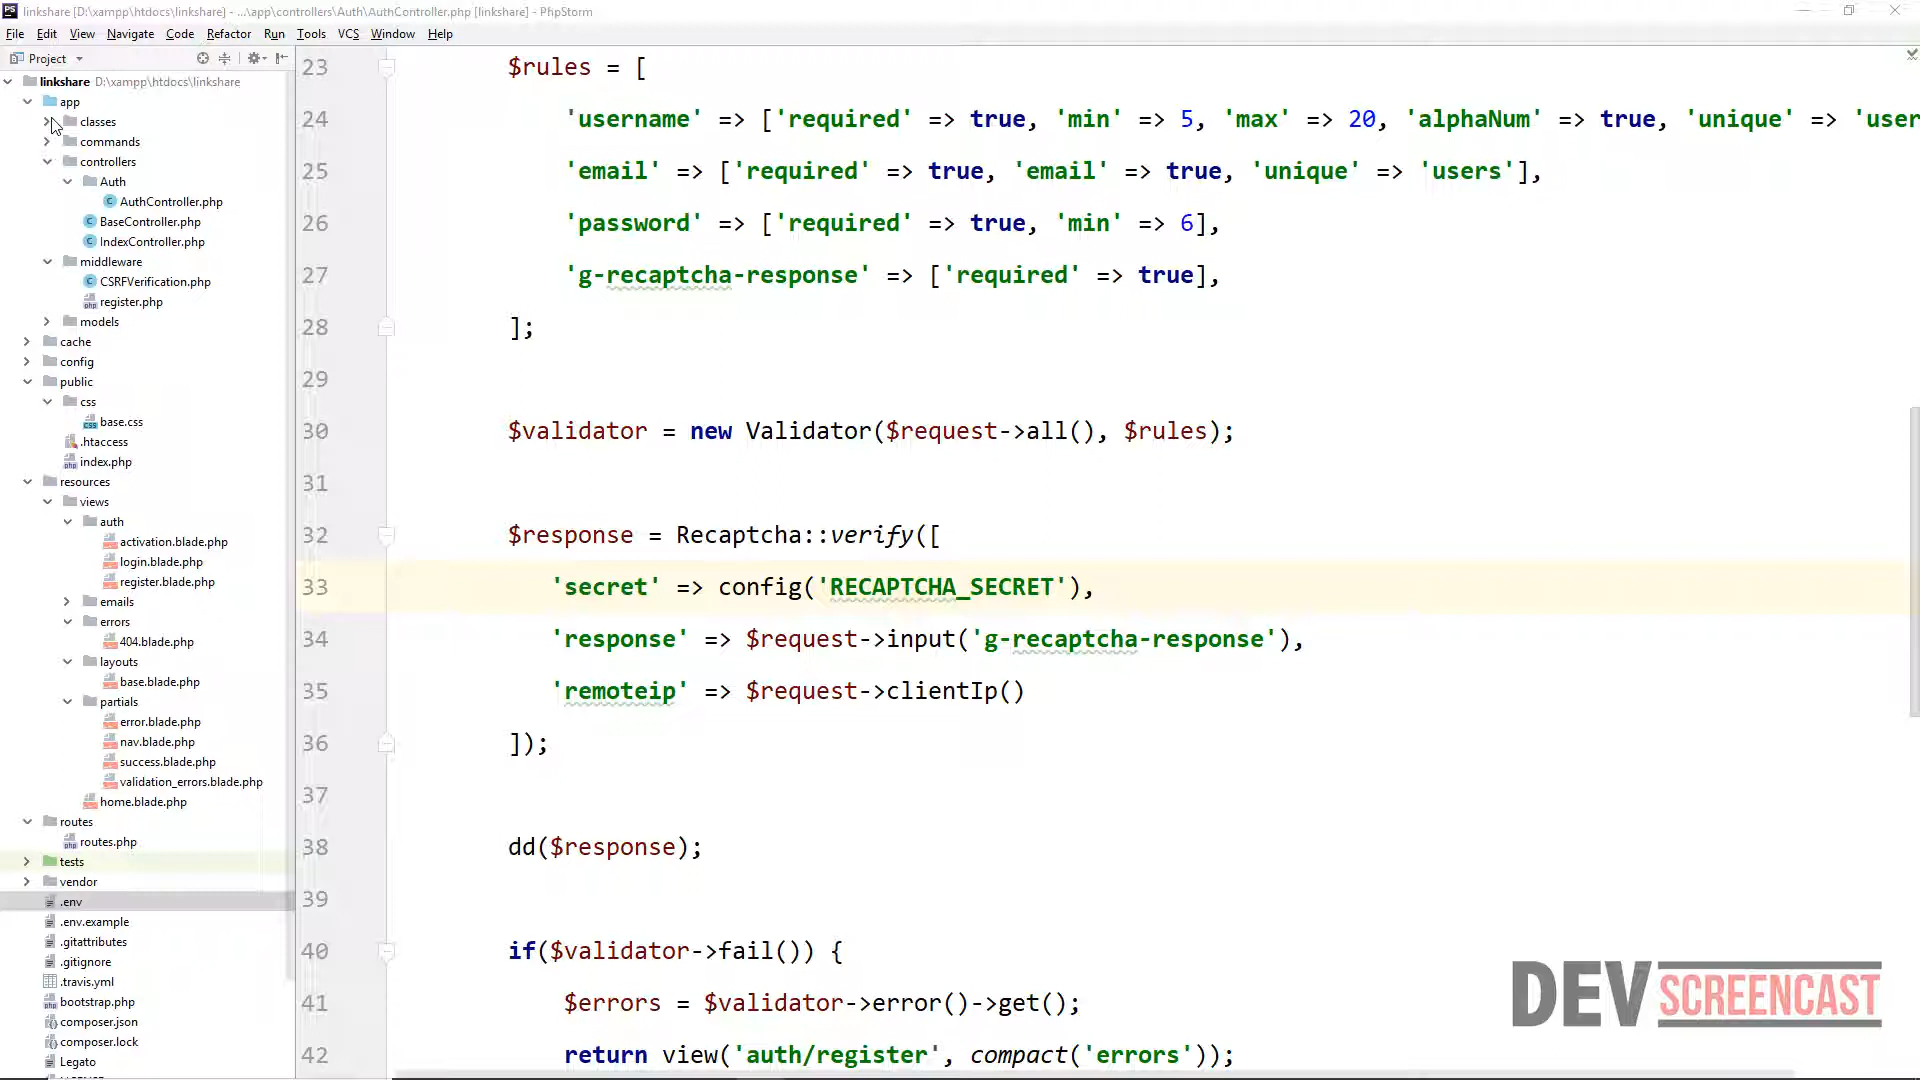 linkshare [D:\xampp\htdocs\linkshare] - ...\app\controllers\Auth\AuthController.php [linkshare] - PhpStorm
File Edit View Navigate Code Refactor Run Tools VCS Window Help
Project
linkshare D:\xampp\htdocs\linkshare
app
classes
commands
controllers
Auth
AuthController.php
BaseController.php
IndexController.php
middleware
CSRFVerification.php
register.php
models
cache
config
public
css
base.css
.htaccess
index.php
resources
views
auth
activation.blade.php
login.blade.php
register.blade.php
emails
errors
404.blade.php
layouts
base.blade.php
partials
error.blade.php
nav.blade.php
success.blade.php
validation_errors.blade.php
home.blade.php
routes
routes.php
tests
vendor
.env
.env.example
.gitattributes
.gitignore
.travis.yml
bootstrap.php
composer.json
composer.lock
Legato
23 $rules = [
24 'username' => ['required' => true, 'min' => 5, 'max' => 20, 'alphaNum' => true, 'unique' => 'user
25 'email' => ['required' => true, 'email' => true, 'unique' => 'users'],
26 'password' => ['required' => true, 'min' => 6],
27 'g-recaptcha-response' => ['required' => true],
28 ];
29
30 $validator = new Validator($request->all(), $rules);
31
32 $response = Recaptcha::verify([
33 'secret' => config('RECAPTCHA_SECRET'),
34 'response' => $request->input('g-recaptcha-response'),
35 'remoteip' => $request->clientIp()
36 ]);
37
38 dd($response);
39
40 if($validator->fail()) {
41 $errors = $validator->error()->get();
42 return view('auth/register', compact('errors'));
DEV SCREENCAST